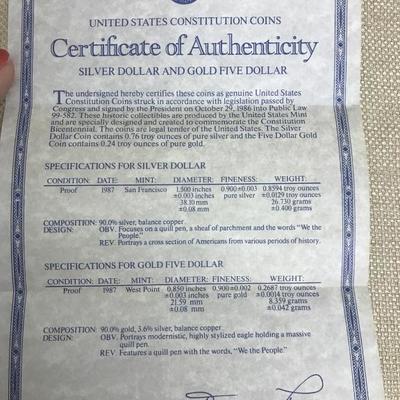 UNITED STATES CONSTITUTION COINS
Certificate of Authenticity
SILVER DOLLAR AND GOLD FIVE DOLLAR
The undersigned hereby certifies these coins as genuine United States
Constitution Coins struck in accordance with legislation passed by
Congress and signed by the President on October 29, 1986 into Public Law
99-582. These historic collectibles are produced by the United States Mint
and are specially designed and created to commemorate the Constitution
Bicentennial. The coins are legal tender of the United States. The Silver
Dollar Coin contains 0.76 troy ounces of pure silver and the Five Dollar Gold
Coin contains 0.24 troy ounces of pure gold.
SPECIFICATIONS FOR SILVER DOLLAR
CONDITION: DATE: MINT: DIAMETER: FINENESS: WEIGHT:
Proof 1987 San Francisco 1.500 inches 0.900±0.003 0.8594 troy ounces
±0.003 inches pure silver ±0.0129 troy ounces
38.10 mm 26.730 grams
±0.08 mm ±0.400 grams
COMPOSITION: 90.0% silver, balance copper.
DESIGN: OBV. Focuses on a quill pen, a sheaf of parchment and the words "We the
People."
REV. Portrays a cross section of Americans from various periods of history.
SPECIFICATIONS FOR GOLD FIVE DOLLAR
CONDITION: DATE: MINT: DIAMETER: FINENESS: WEIGHT:
Proof 1987 West Point 0.850 inches 0.900±0.002 0.2687 troy ounces
±0.003 inches pure gold ±0.0014 troy ounces
21.59 mm 8.359 grams
±0.08 mm ±0.042 grams
COMPOSITION: 90.0% gold, 3.6% silver, balance copper
DESIGN: OBV. Portrays modernistic, highly stylized eagle holding a massive
quill pen.
REV. Features a quill pen with the words, "We the People"